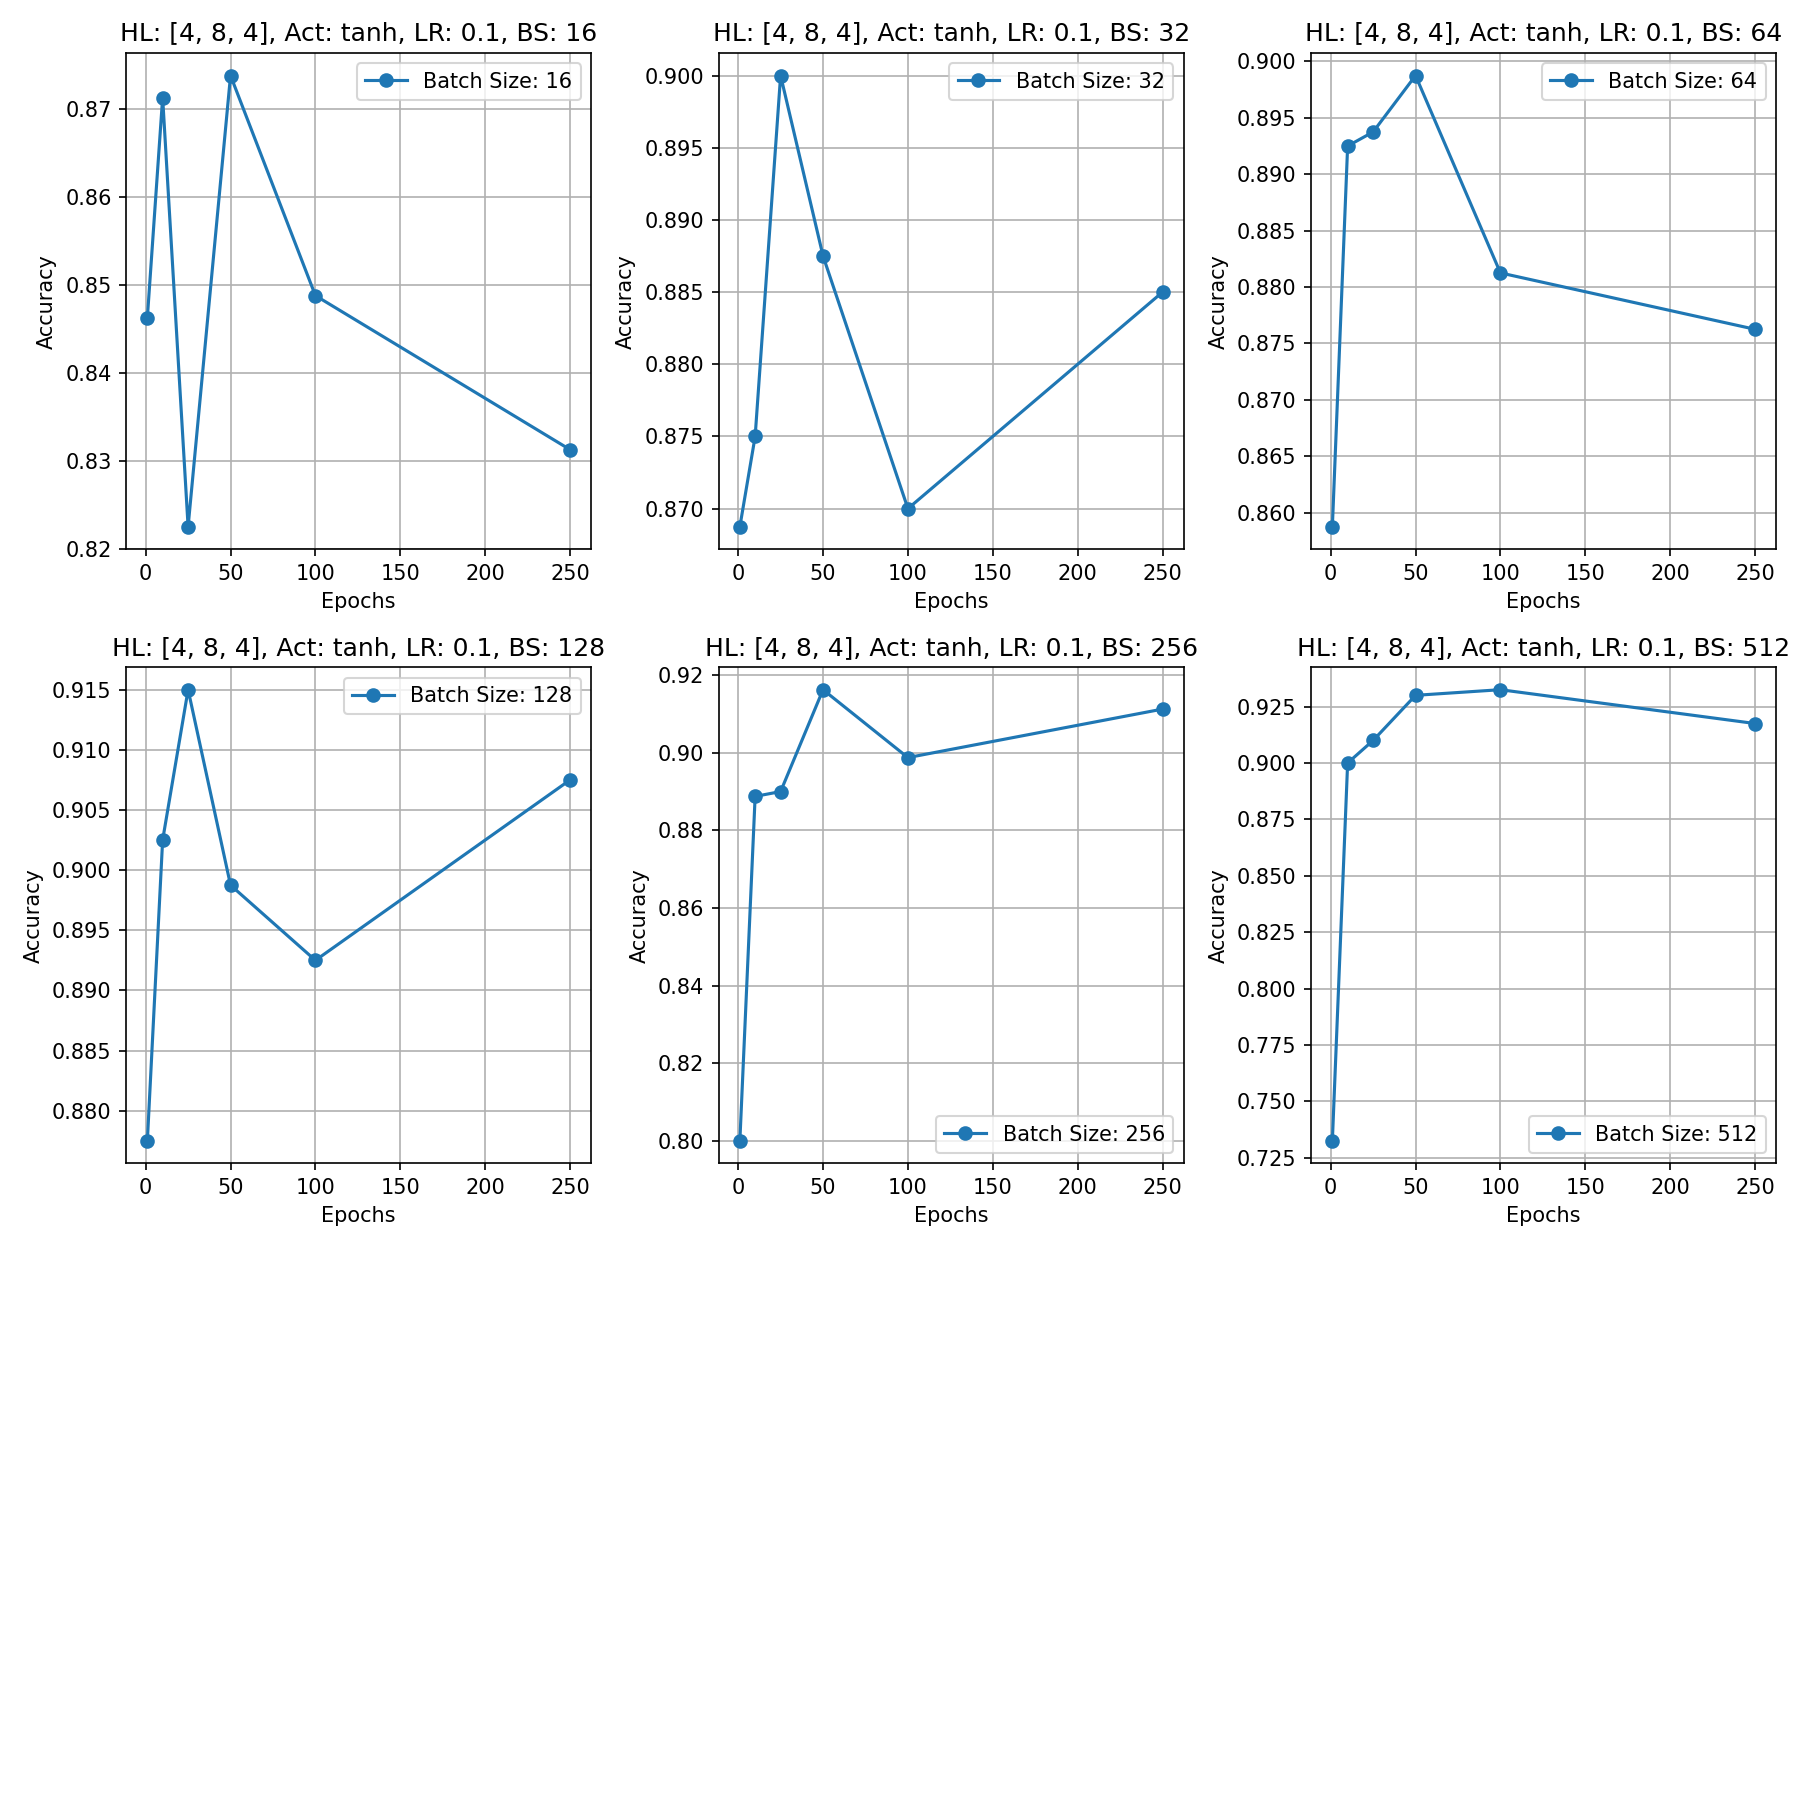 HL: [4, 8, 4], Act: tanh, LR: 0.1, BS: 16
Batch Size: 16
Accuracy
0.87
0.86
0.85
0.84
0.83
0.82
0 50 100 150 200 250
Epochs
HL: [4, 8, 4], Act: tanh, LR: 0.1, BS: 32
Batch Size: 32
Accuracy
0.900
0.895
0.890
0.885
0.880
0.875
0.870
0 50 100 150 200 250
Epochs
HL: [4, 8, 4], Act: tanh, LR: 0.1, BS: 64
Batch Size: 64
Accuracy
0.900
0.895
0.890
0.885
0.880
0.875
0.870
0.865
0.860
0 50 100 150 200 250
Epochs
HL: [4, 8, 4], Act: tanh, LR: 0.1, BS: 128
Batch Size: 128
Accuracy
0.915
0.910
0.905
0.900
0.895
0.890
0.885
0.880
0 50 100 150 200 250
Epochs
HL: [4, 8, 4], Act: tanh, LR: 0.1, BS: 256
Accuracy
0.92
0.90
0.88
0.86
0.84
0.82
0.80
Batch Size: 256
0 50 100 150 200 250
Epochs
HL: [4, 8, 4], Act: tanh, LR: 0.1, BS: 512
Accuracy
0.925
0.900
0.875
0.850
0.825
0.800
0.775
0.750
0.725
Batch Size: 512
0 50 100 150 200 250
Epochs